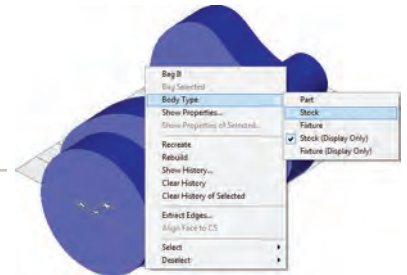 Bag It
Bag Selected
Body Type
Show Properties...
Show Properties of Selected...
Recreate
Rebuild
Show History...
Clear History
Clear History of Selected
Extract Edges...
Align Face to CS
Select
Deselect
Part
Stock
Fixture
Stock (Display Only)
Fixture (Display Only)